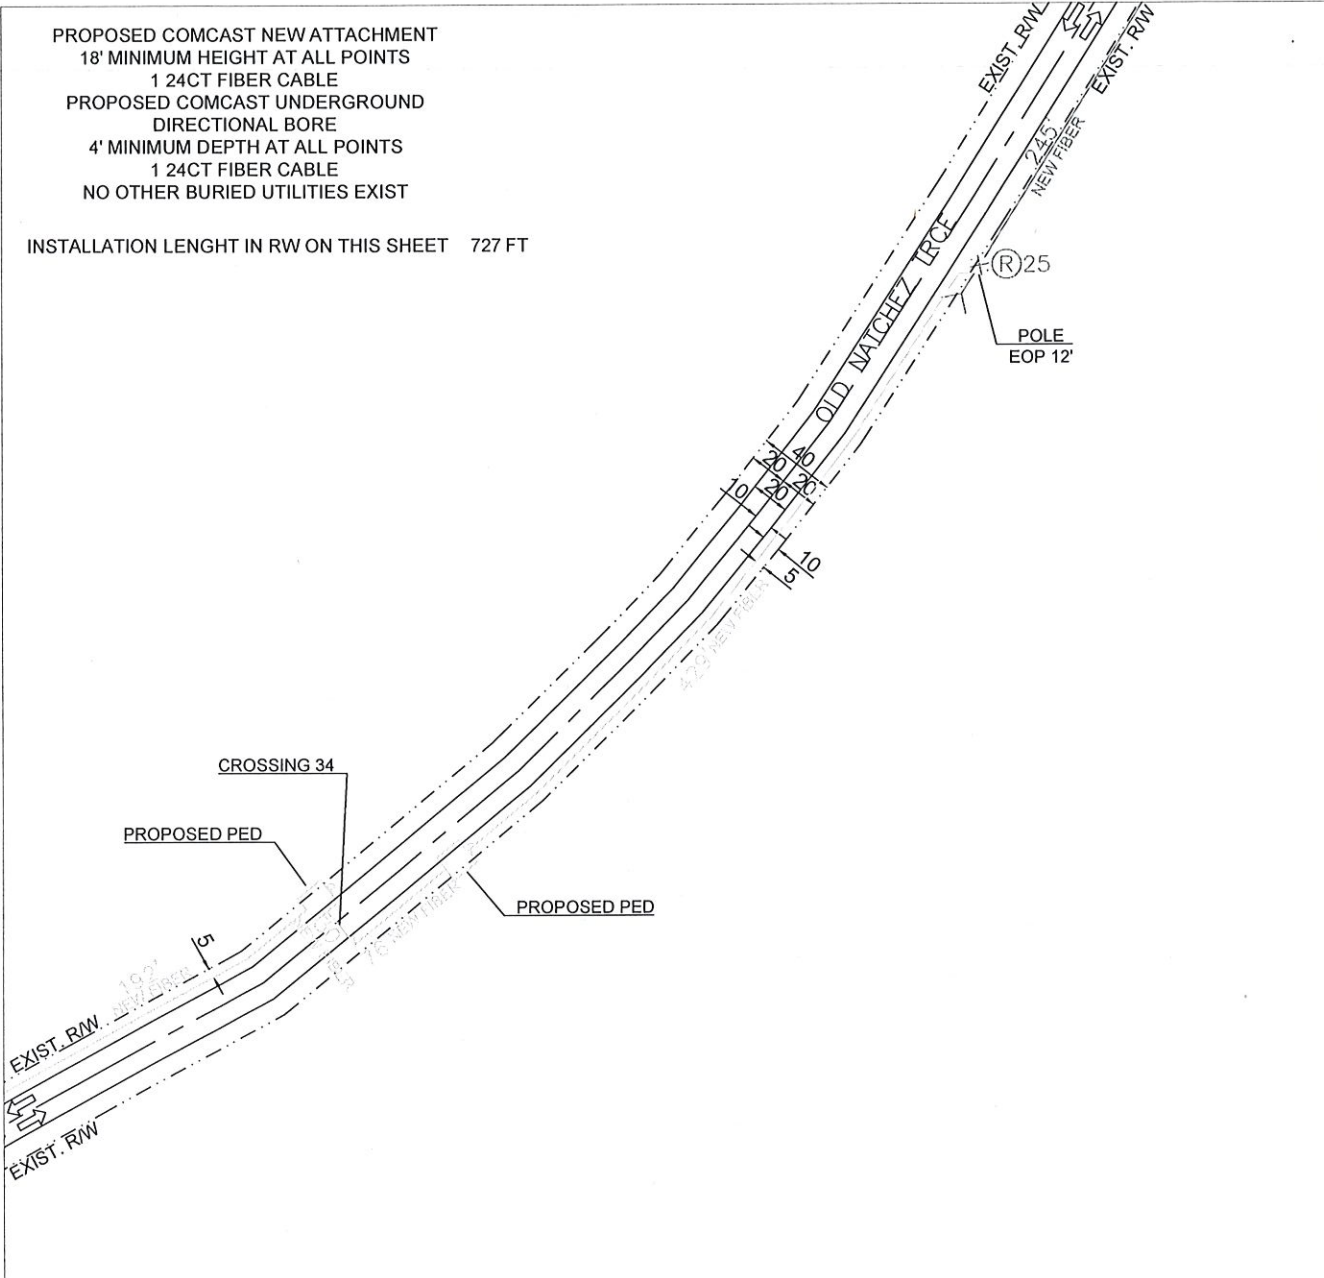 PROPOSED COMCAST NEW ATTACHMENT
18' MINIMUM HEIGHT AT ALL POINTS
1 24CT FIBER CABLE
PROPOSED COMCAST UNDERGROUND
DIRECTIONAL BORE
4' MINIMUM DEPTH AT ALL POINTS
1 24CT FIBER CABLE
NO OTHER BURIED UTILITIES EXIST
INSTALLATION LENGHT IN RW ON THIS SHEET 727 FT
EXIST. R/W
EXIST. R/W
245'
NEW FIBER
R 25
POLE
EOP 12'
OLD NATCHEZ TRCE
40
20
20
10
20
10
5
429' NEW FIBER
CROSSING 34
PROPOSED PED
PROPOSED PED
76' NEW FIBER
5
192'
NEW FIBER
EXIST. R/W
EXIST. R/W